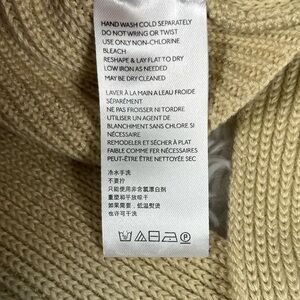 HAND WASH COLD SEPARATELY
DO NOT WRING OR TWIST
USE ONLY NON-CHLORINE
BLEACH
RESHAPE & LAY FLAT TO DRY
LOW IRON AS NEEDED
MAY BE DRY CLEANED
LAVER À LA MAIN A LEAU FROIDE
SÉPARÉMENT
NE PAS FROISSER NI TORDRE
UTILISER UN AGENT DE
BLANCHIMENT SANS CHLORE SI
NÉCESSAIRES
REMODELER ET SÉCHER À PLAT
FAIBLE COMME FER NÉCESSAIRES
PEUT-ÊTRE ÊTRE NETTOYÉE SEC
冷水手洗
不要拧
只能使用非含氯漂白剂
重塑和平放晾干
如果需要，低温熨烫
也许可干洗
P